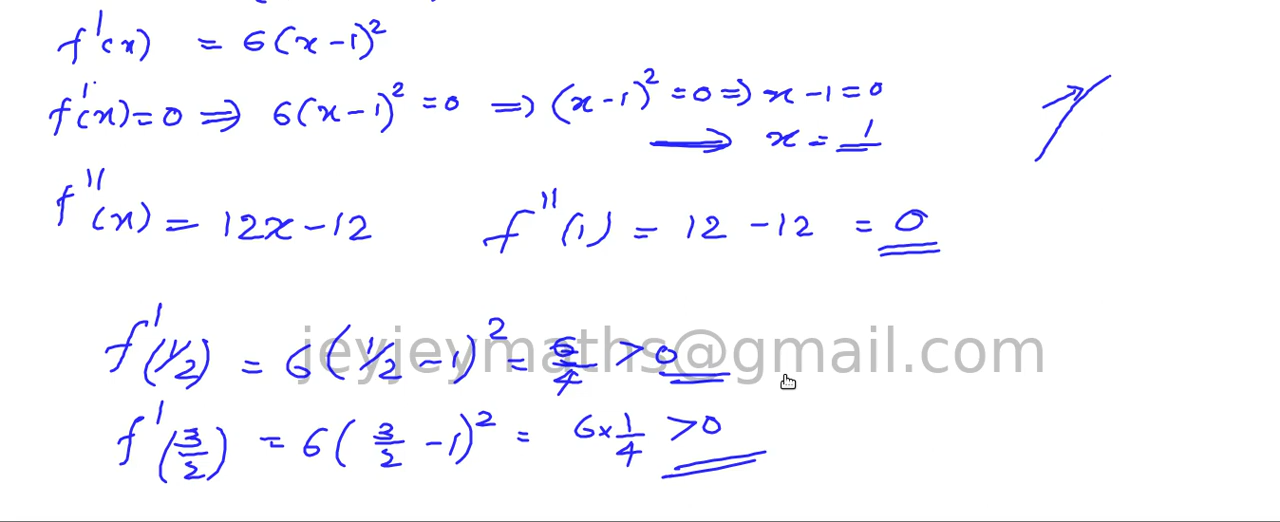 f'(x) = 6(x-1)²
f'(x)=0 ⇒ 6(x-1)² =0 ⇒ (x-1)² =0 ⇒ x-1=0
⟹ x = 1
f''(x) = 12x-12 f''(1) = 12 -12 = 0
f'(1/2) = 6(1/2 -1)² = 6/4 >0
jeyjeymaths@gmail.com
f'(3/2) = 6(3/2 -1)² = 6×1/4 >0